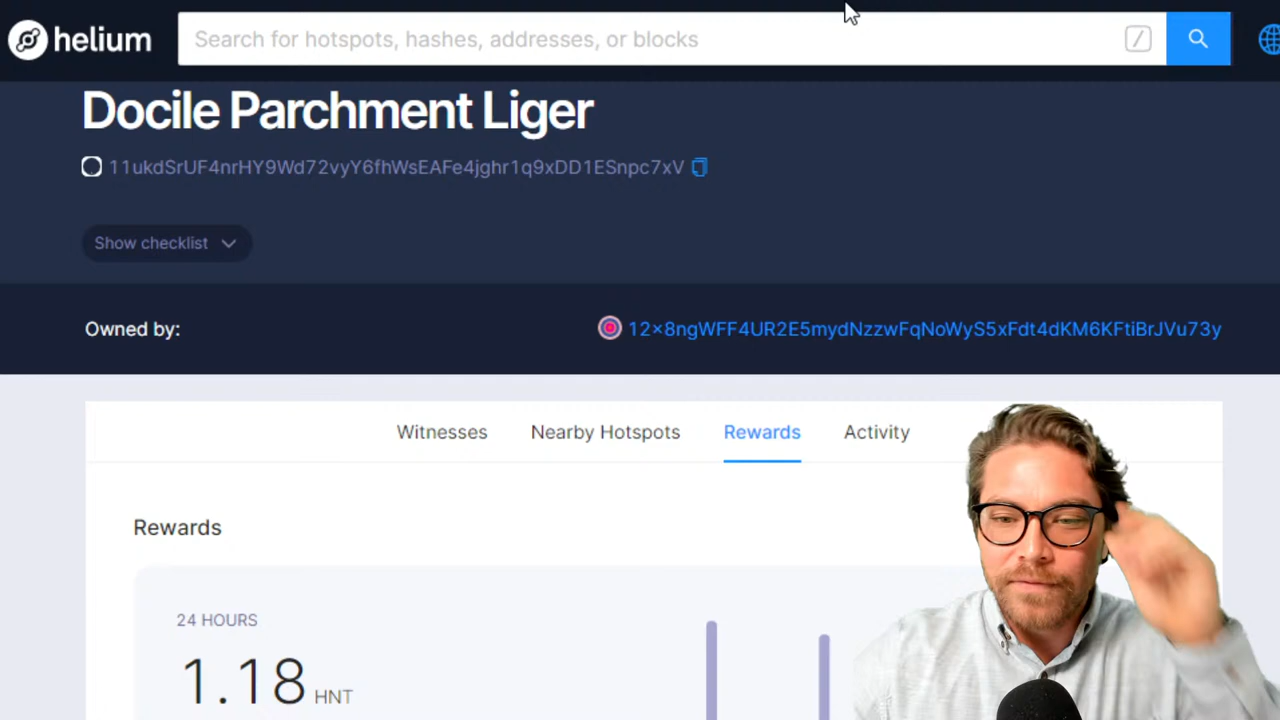 helium
Search for hotspots, hashes, addresses, or blocks /
Docile Parchment Liger
11ukdSrUF4nrHY9Wd72vyY6fhWsEAFe4jghr1q9xDD1ESnpc7xV
Show checklist
Owned by: 12x8ngWFF4UR2E5mydNzzwFqNoWyS5xFdt4dKM6KFtiBrJVu73y
Witnesses Nearby Hotspots Rewards Activity
Rewards
24 HOURS
1.18 HNT